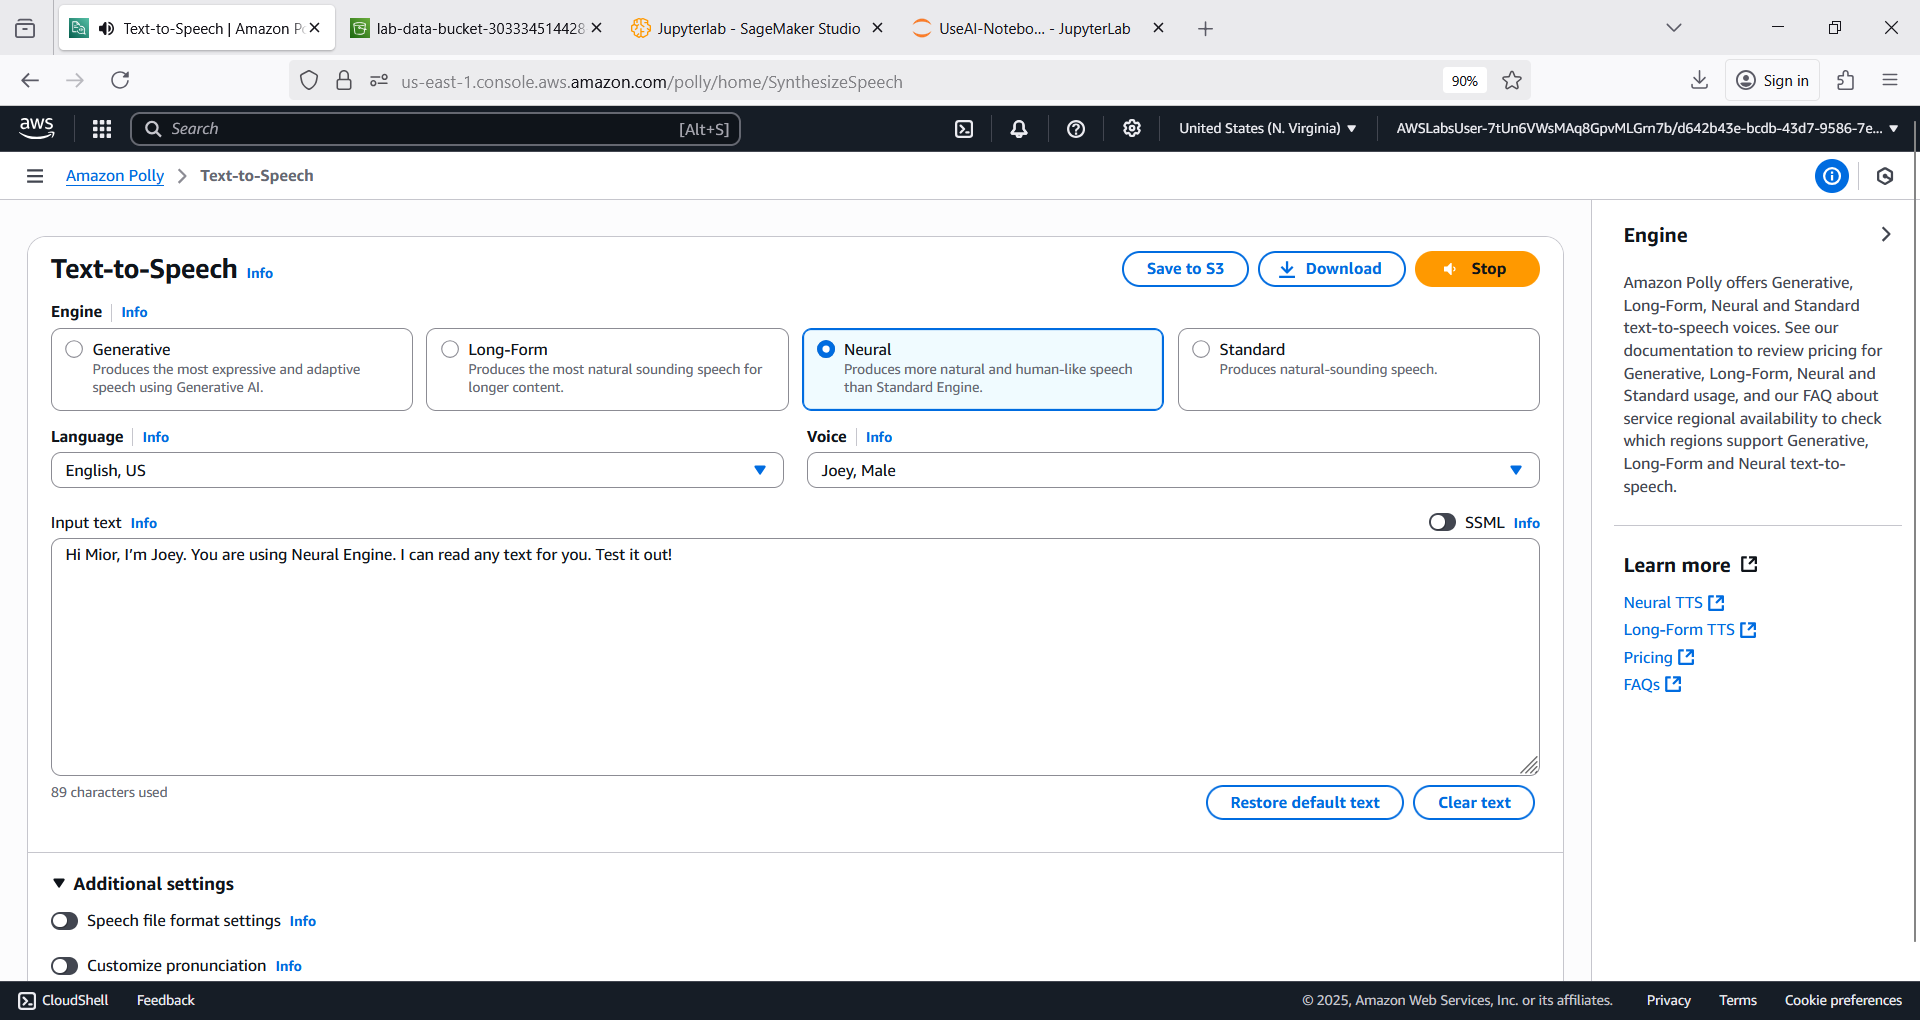 Text-to-Speech | Amazon Po
lab-data-bucket-303334514428
Jupyterlab - SageMaker Studio
UseAI-Notebo... - JupyterLab
us-east-1.console.aws.amazon.com/polly/home/SynthesizeSpeech
90%
Sign in
aws
Search
[Alt+S]
United States (N. Virginia)
AWSLabsUser-7tUn6VWsMAq8GpvMLGrn7b/d642b43e-bcdb-43d7-9586-7e...
Amazon Polly > Text-to-Speech
Text-to-Speech Info
Save to S3
Download
Stop
Engine Info
Generative
Produces the most expressive and adaptive
speech using Generative AI.
Long-Form
Produces the most natural sounding speech for
longer content.
Neural
Produces more natural and human-like speech
than Standard Engine.
Standard
Produces natural-sounding speech.
Language Info
English, US
Voice Info
Joey, Male
Input text Info
SSML Info
Hi Mior, I’m Joey. You are using Neural Engine. I can read any text for you. Test it out!
89 characters used
Restore default text
Clear text
Additional settings
Speech file format settings Info
Customize pronunciation Info
Engine
Amazon Polly offers Generative,
Long-Form, Neural and Standard
text-to-speech voices. See our
documentation to review pricing for
Generative, Long-Form, Neural and
Standard usage, and our FAQ about
service regional availability to check
which regions support Generative,
Long-Form and Neural text-to-
speech.
Learn more
Neural TTS
Long-Form TTS
Pricing
FAQs
CloudShell
Feedback
© 2025, Amazon Web Services, Inc. or its affiliates.
Privacy
Terms
Cookie preferences